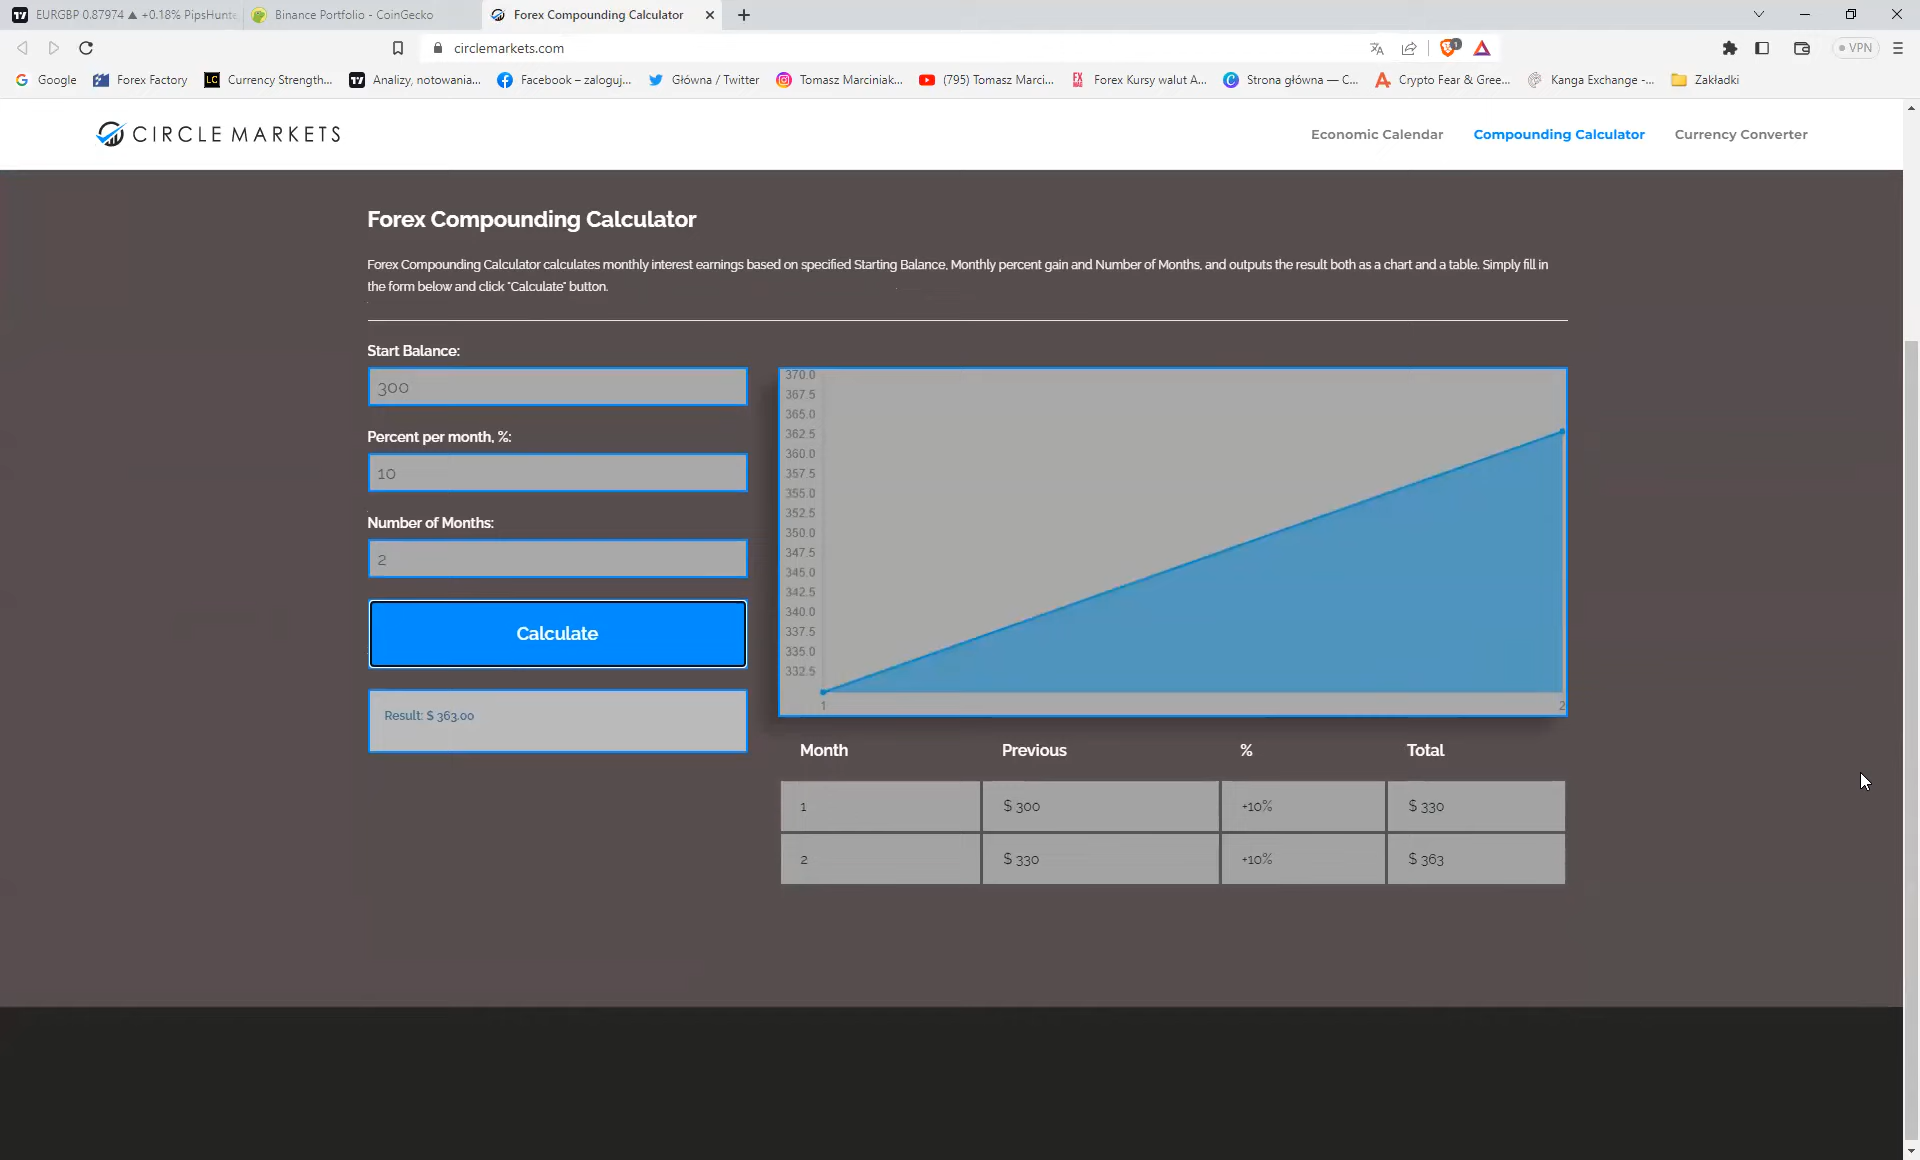 EURGBP 0.87974 ▲ +0.18% PipsHunte
Binance Portfolio - CoinGecko
Forex Compounding Calculator
circlemarkets.com
1
VPN
Google
Forex Factory
Currency Strength...
Analizy, notowania...
Facebook – zaloguj...
Główna / Twitter
Tomasz Marciniak...
(795) Tomasz Marci...
Forex Kursy walut A...
Strona główna — C...
Crypto Fear & Gree...
Kanga Exchange -...
Zakładki
CIRCLE MARKETS
Economic Calendar
Compounding Calculator
Currency Converter
Forex Compounding Calculator
Forex Compounding Calculator calculates monthly interest earnings based on specified Starting Balance, Monthly percent gain and Number of Months, and outputs the result both as a chart and a table. Simply fill in
the form below and click "Calculate" button.
Start Balance:
300
Percent per month, %:
10
Number of Months:
2
Calculate
Result: $ 363.00
370.0
367.5
365.0
362.5
360.0
357.5
355.0
352.5
350.0
347.5
345.0
342.5
340.0
337.5
335.0
332.5
1 2
Month Previous % Total
1 $ 300 +10% $ 330
2 $ 330 +10% $ 363